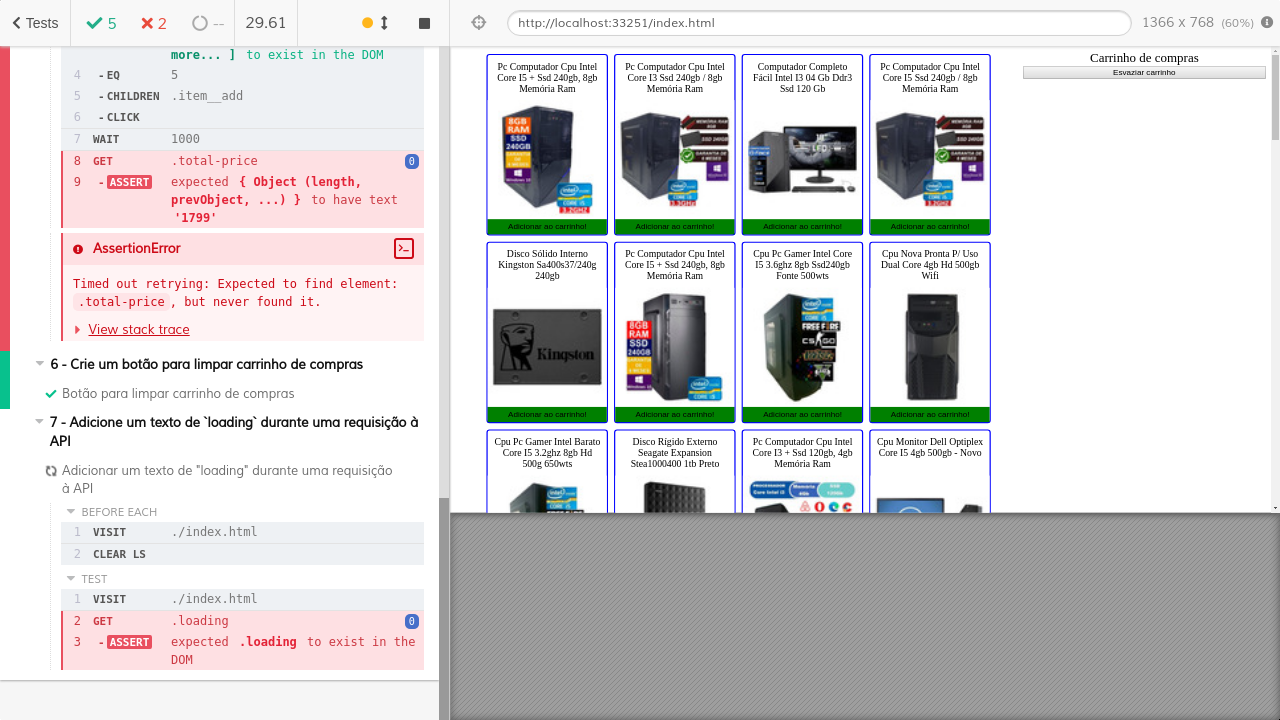 Tests
5
2
--
29.61
http://localhost:33251/index.html
1366 x 768 (60%)
more... ] to exist in the DOM
4 - EQ 5
5 - CHILDREN .item__add
6 - CLICK
7 WAIT 1000
8 GET .total-price 0
9 - ASSERT expected { Object (length,
prevObject, ...) } to have text
'1799'
AssertionError
Timed out retrying: Expected to find element:
.total-price, but never found it.
View stack trace
6 - Crie um botão para limpar carrinho de compras
Botão para limpar carrinho de compras
7 - Adicione um texto de `loading` durante uma requisição à
API
Adicionar um texto de "loading" durante uma requisição
à API
BEFORE EACH
1 VISIT ./index.html
2 CLEAR LS
TEST
1 VISIT ./index.html
2 GET .loading 0
3 - ASSERT expected .loading to exist in the
DOM
Pc Computador Cpu Intel
Core I5 + Ssd 240gb, 8gb
Memória Ram
8GB
RAM
SSD
240GB
Adicionar ao carrinho!
Pc Computador Cpu Intel
Core I3 Ssd 240gb / 8gb
Memória Ram
Adicionar ao carrinho!
Computador Completo
Fácil Intel I3 04 Gb Ddr3
Ssd 120 Gb
Adicionar ao carrinho!
Pc Computador Cpu Intel
Core I5 Ssd 240gb / 8gb
Memória Ram
Adicionar ao carrinho!
Carrinho de compras
Esvaziar carrinho
Disco Sólido Interno
Kingston Sa400s37/240g
240gb
Kingston
Adicionar ao carrinho!
Pc Computador Cpu Intel
Core I5 + Ssd 240gb, 8gb
Memória Ram
8GB
RAM
SSD
240GB
Adicionar ao carrinho!
Cpu Pc Gamer Intel Core
I5 3.6ghz 8gb Ssd240gb
Fonte 500wts
FREE FIRE
CS:GO
Adicionar ao carrinho!
Cpu Nova Pronta P/ Uso
Dual Core 4gb Hd 500gb
Wifi
Adicionar ao carrinho!
Cpu Pc Gamer Intel Barato
Core I5 3.2ghz 8gb Hd
500g 650wts
Disco Rígido Externo
Seagate Expansion
Stea1000400 1tb Preto
Pc Computador Cpu Intel
Core I3 + Ssd 120gb, 4gb
Memória Ram
Cpu Monitor Dell Optiplex
Core I5 4gb 500gb - Novo